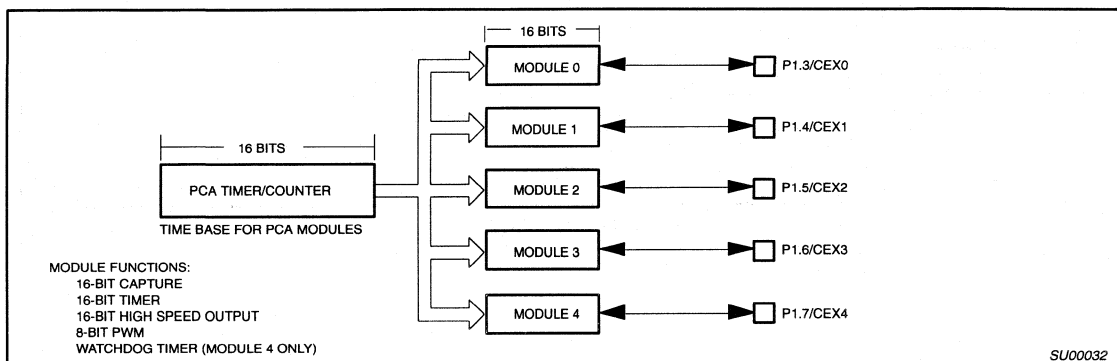 16 BITS
MODULE 0
P1.3/CEX0
MODULE 1
P1.4/CEX1
16 BITS
PCA TIMER/COUNTER
TIME BASE FOR PCA MODULES
MODULE 2
P1.5/CEX2
MODULE 3
P1.6/CEX3
MODULE 4
P1.7/CEX4
MODULE FUNCTIONS:
16-BIT CAPTURE
16-BIT TIMER
16-BIT HIGH SPEED OUTPUT
8-BIT PWM
WATCHDOG TIMER (MODULE 4 ONLY)
SU00032